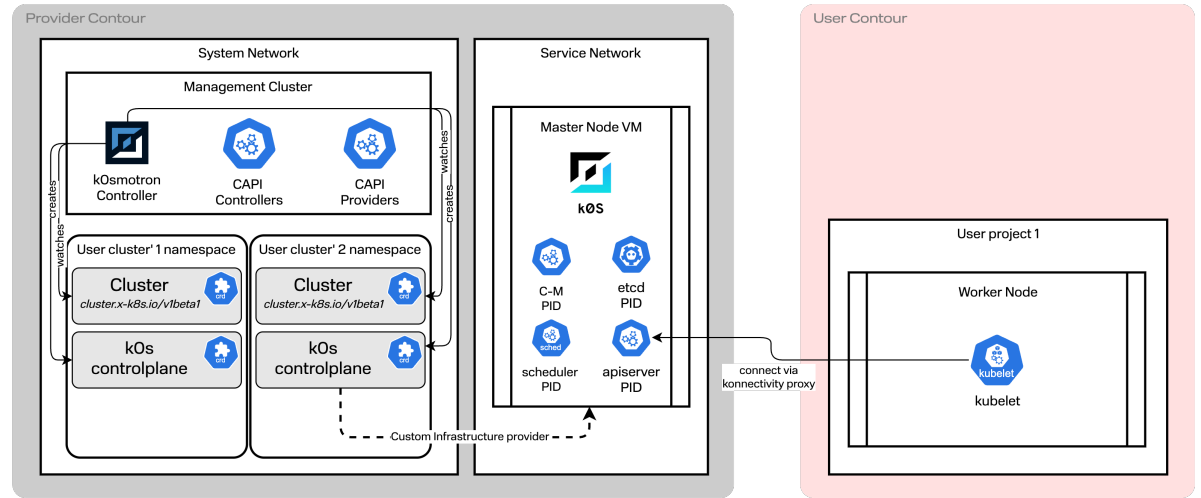 Provider Contour
User Contour
System Network
Service Network
Management Cluster
k0smotron
Controller
CAPI
Controllers
CAPI
Providers
creates
watches
watches
creates
User cluster' 1 namespace
Cluster
cluster.x-k8s.io/v1beta1
crd
k0s
controlplane
crd
User cluster' 2 namespace
Cluster
cluster.x-k8s.io/v1beta1
crd
k0s
controlplane
crd
Custom Infrastructure provider
Master Node VM
k0S
C-M
PID
etcd
PID
sched
scheduler
PID
apiserver
PID
connect via
konnectivity proxy
User project 1
Worker Node
kubelet
kubelet